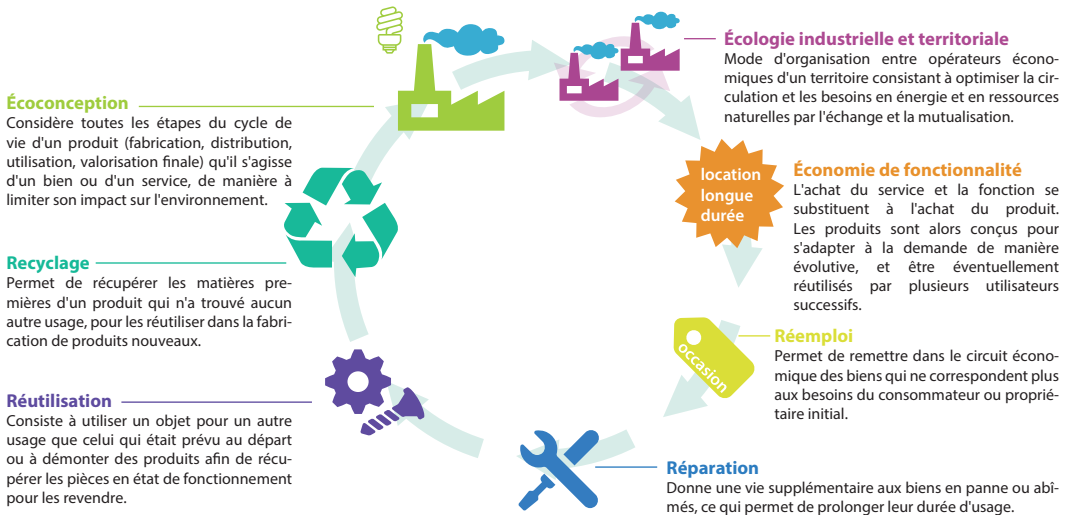 Écoconception
Considère toutes les étapes du cycle de
vie d'un produit (fabrication, distribution,
utilisation, valorisation finale) qu'il s'agisse
d'un bien ou d'un service, de manière à
limiter son impact sur l'environnement.
Écologie industrielle et territoriale
Mode d'organisation entre opérateurs écono-
miques d'un territoire consistant à optimiser la cir-
culation et les besoins en énergie et en ressources
naturelles par l'échange et la mutualisation.
location
longue
durée
Économie de fonctionnalité
L'achat du service et la fonction se
substituent à l'achat du produit.
Les produits sont alors conçus pour
s'adapter à la demande de manière
évolutive, et être éventuellement
réutilisés par plusieurs utilisateurs
successifs.
occasion
Réemploi
Permet de remettre dans le circuit écono-
mique des biens qui ne correspondent plus
aux besoins du consommateur ou proprié-
taire initial.
Réparation
Donne une vie supplémentaire aux biens en panne ou abî-
més, ce qui permet de prolonger leur durée d'usage.
Réutilisation
Consiste à utiliser un objet pour un autre
usage que celui qui était prévu au départ
ou à démonter des produits afin de récu-
pérer les pièces en état de fonctionnement
pour les revendre.
Recyclage
Permet de récupérer les matières pre-
mières d'un produit qui n'a trouvé aucun
autre usage, pour les réutiliser dans la fabri-
cation de produits nouveaux.